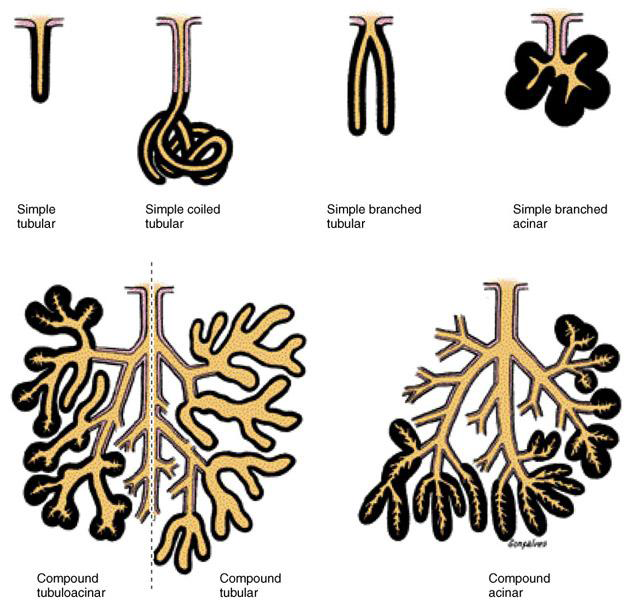 Simple
tubular
Simple coiled
tubular
Simple branched
tubular
Simple branched
acinar
Gonsalves
Compound
tubuloacinar
Compound
tubular
Compound
acinar